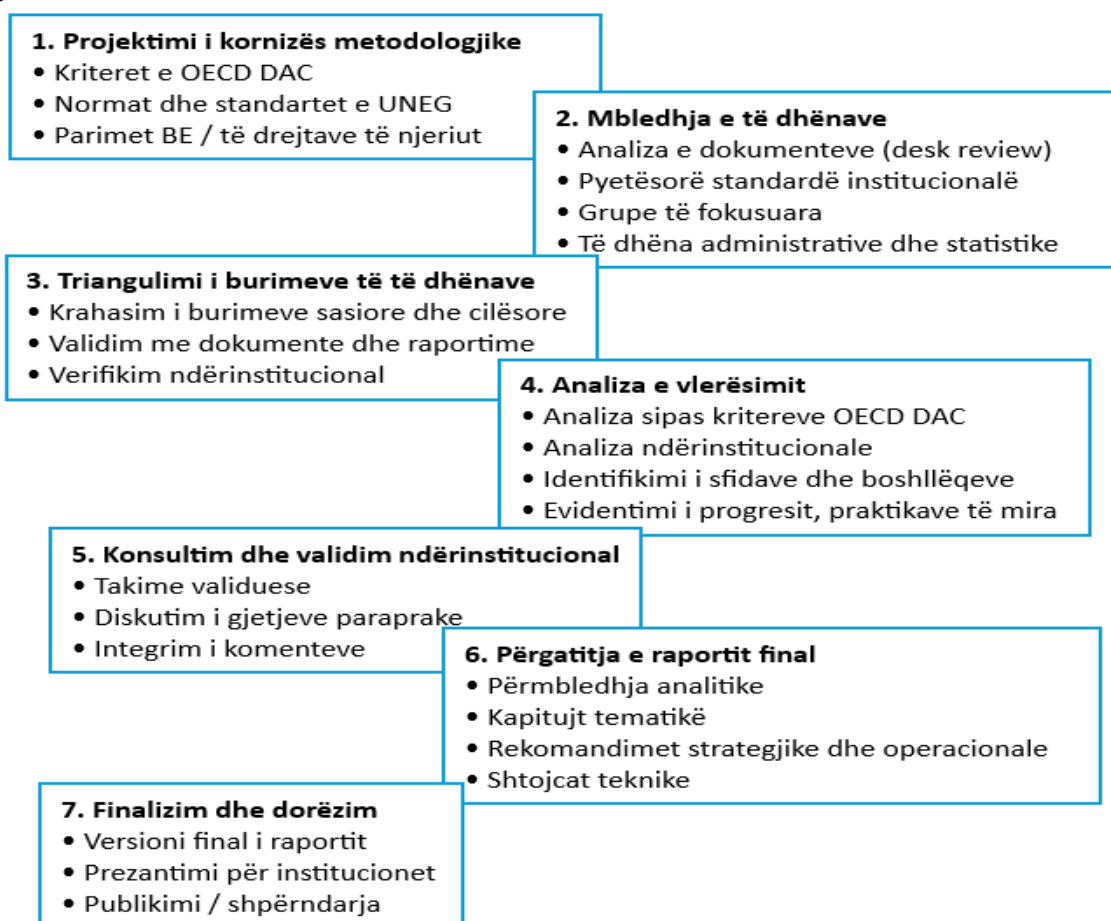 1. Projektimi i kornizës metodologjike
• Kriteret e OECD DAC
• Normat dhe standartet e UNEG
• Parimet BE / të drejtave të njeriut
2. Mbledhja e të dhënave
• Analiza e dokumenteve (desk review)
• Pyetësorë standardë institucionalë
• Grupe të fokusuara
• Të dhëna administrative dhe statistike
3. Triangulimi i burimeve të të dhënave
• Krahasim i burimeve sasiore dhe cilësore
• Validim me dokumente dhe raportime
• Verifikim ndërinstitucional
4. Analiza e vlerësimit
• Analiza sipas kritereve OECD DAC
• Analiza ndërinstitucionale
• Identifikimi i sfidave dhe boshllëqeve
• Evidentimi i progresit, praktikave të mira
5. Konsultim dhe validim ndërinstitucional
• Takime validuese
• Diskutim i gjetjeve paraprake
• Integrim i komenteve
6. Përgatitja e raportit final
• Përmbledhja analitike
• Kapitujt tematikë
• Rekomandimet strategjike dhe operacionale
• Shtojcat teknike
7. Finalizim dhe dorëzim
• Versioni final i raportit
• Prezantimi për institucionet
• Publikimi / shpërndarja